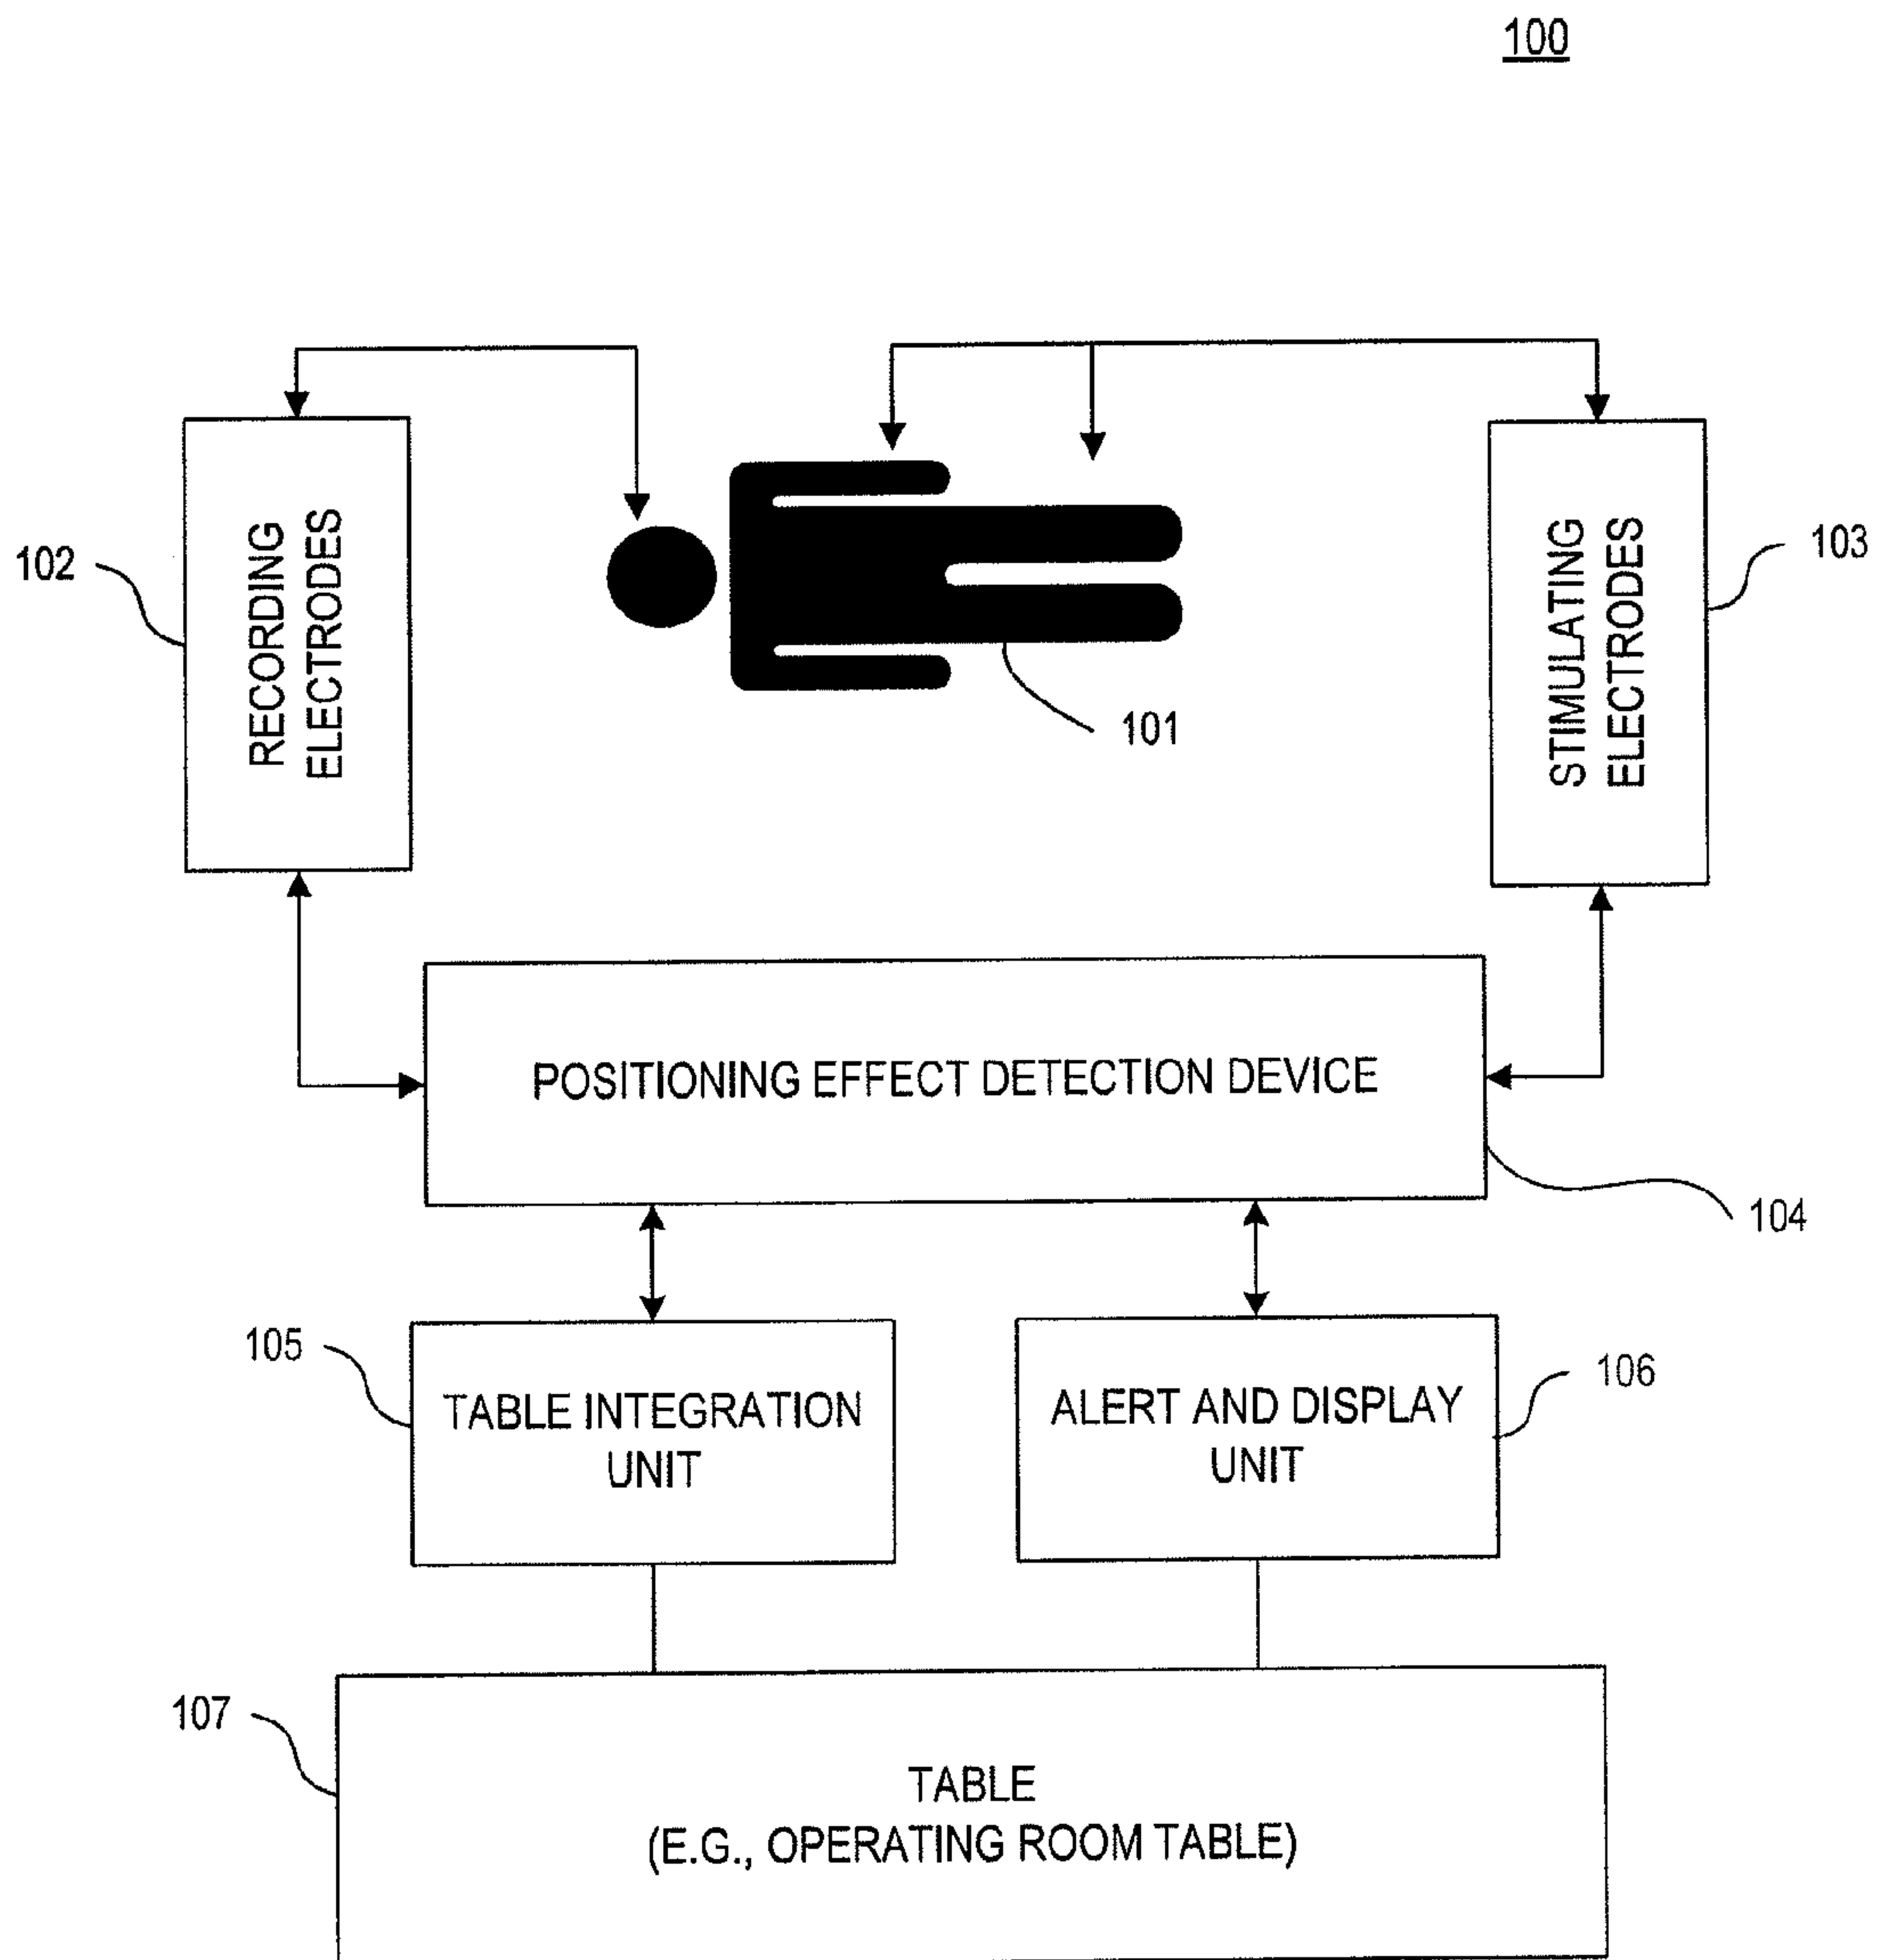 100
102
RECORDING
ELECTRODES
101
STIMULATING
ELECTRODES
103
POSITIONING EFFECT DETECTION DEVICE
104
105
TABLE INTEGRATION
UNIT
ALERT AND DISPLAY
UNIT
106
107
TABLE
(E.G., OPERATING ROOM TABLE)